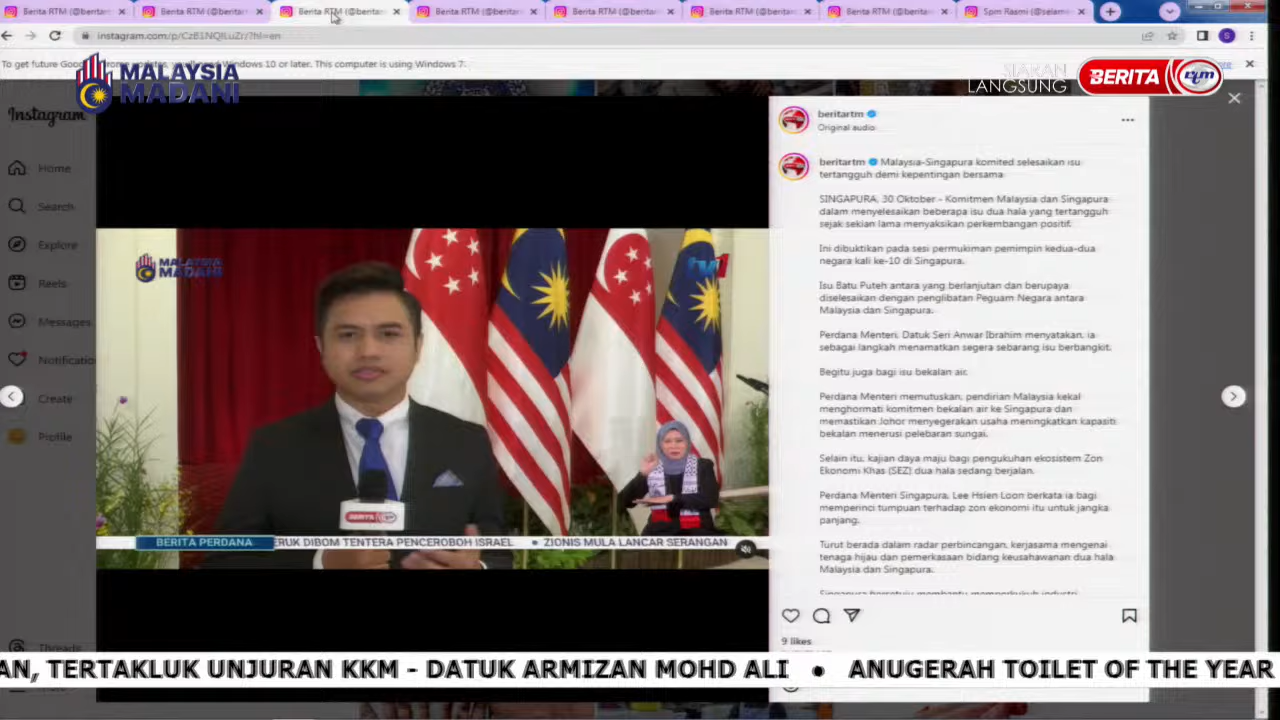 Berita RTM (@berita
Berita RTM (@berita
Berita RTM (@berita
Berita RTM (@berita
Berita RTM (@berita
Berita RTM (@berita
Berita RTM (@berita
Spm Rasmi (@selam
instagram.com/p/CzB1NQILuZr/?hl=en
S
To get future Goo
updates,
Windows 10 or later. This computer is using Windows 7.
MALAYSIA
MADANI
SIARAN
LANGSUNG
BERITA rtm
Instagram
Home
Search
Explore
Reels
Messages
Notification
Create
Profile
Threads
MALAYSIA
MADANI
tv1
BERITA rtm
BERITA PERDANA
ERUK DIBOM TENTERA PENCEROBOH ISRAEL • ZIONIS MULA LANCAR SERANGAN
beritartm
Original audio
beritartm Malaysia-Singapura komited selesaikan isu
tertangguh demi kepentingan bersama
SINGAPURA, 30 Oktober - Komitmen Malaysia dan Singapura
dalam menyelesaikan beberapa isu dua hala yang tertangguh
sejak sekian lama menyaksikan perkembangan positif.
Ini dibuktikan pada sesi permukiman pemimpin kedua-dua
negara kali ke-10 di Singapura.
Isu Batu Puteh antara yang berlanjutan dan berupaya
diselesaikan dengan penglibatan Peguam Negara antara
Malaysia dan Singapura.
Perdana Menteri, Datuk Seri Anwar Ibrahim menyatakan, ia
sebagai langkah menamatkan segera sebarang isu berbangkit.
Begitu juga bagi isu bekalan air.
Perdana Menteri memutuskan, pendirian Malaysia kekal
menghormati komitmen bekalan air ke Singapura dan
memastikan Johor menyegerakan usaha meningkatkan kapasiti
bekalan menerusi pelebaran sungai.
Selain itu, kajian daya maju bagi pengukuhan ekosistem Zon
Ekonomi Khas (SEZ) dua hala sedang berjalan.
Perdana Menteri Singapura, Lee Hsien Loon berkata ia bagi
memperinci tumpuan terhadap zon ekonomi itu untuk jangka
panjang.
Turut berada dalam radar perbincangan, kerjasama mengenai
tenaga hijau dan pemerkasaan bidang keusahawanan dua hala
Malaysia dan Singapura.
Singapura bersetuju membantu memperkukuh industri
9 likes
AN, TERTAKLUK UNJURAN KKM - DATUK ARMIZAN MOHD ALI • ANUGERAH TOILET OF THE YEAR